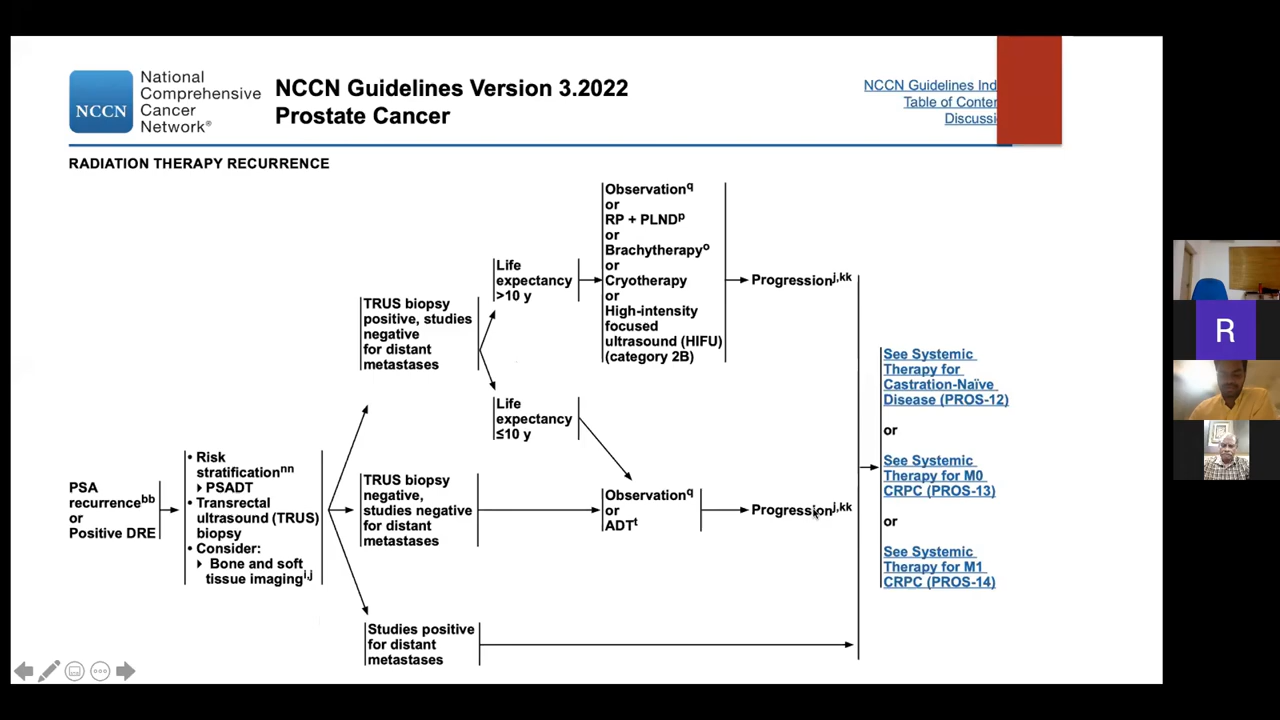 National
Comprehensive
Cancer
Network®
NCCN
NCCN Guidelines Version 3.2022
Prostate Cancer
NCCN Guidelines Ind
Table of Conten
Discussi
RADIATION THERAPY RECURRENCE
PSA
recurrencebb
or
Positive DRE
• Risk
stratificationnn
PSADT
• Transrectal
ultrasound (TRUS)
biopsy
• Consider:
Bone and soft
tissue imagingi,j
TRUS biopsy
positive, studies
negative
for distant
metastases
TRUS biopsy
negative,
studies negative
for distant
metastases
Studies positive
for distant
metastases
Life
expectancy
>10 y
Life
expectancy
≤10 y
Observationq
or
RP + PLNDp
or
Brachytherapyo
or
Cryotherapy
or
High-intensity
focused
ultrasound (HIFU)
(category 2B)
Observationq
or
ADTt
Progressionj,kk
Progressionj,kk
See Systemic
Therapy for
Castration-Naïve
Disease (PROS-12)
or
See Systemic
Therapy for M0
CRPC (PROS-13)
or
See Systemic
Therapy for M1
CRPC (PROS-14)
R